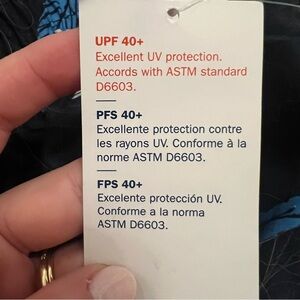 UPF 40+
Excellent UV protection.
Accords with ASTM standard
D6603.
PFS 40+
Excellente protection contre
les rayons UV. Conforme à la
norme ASTM D6603.
FPS 40+
Excelente protección UV.
Conforme a la norma
ASTM D6603.